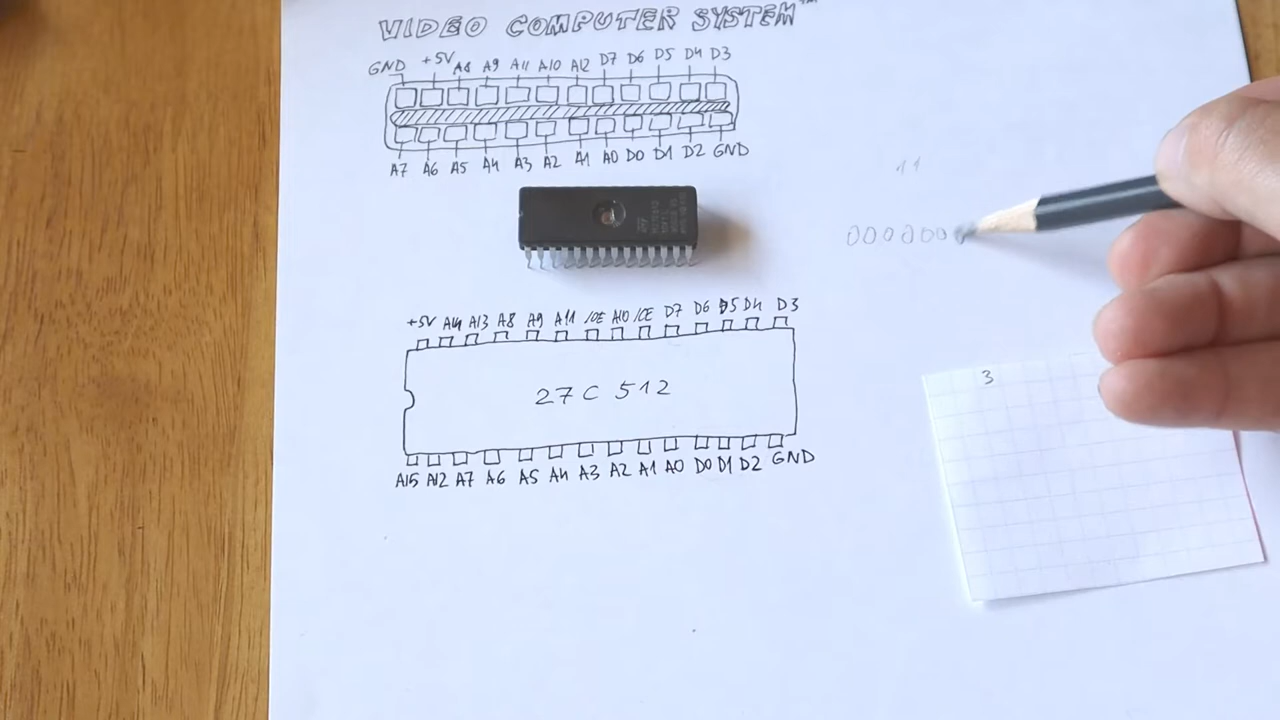 VIDEO COMPUTER SYSTEM™
GND +5V A8 A9 A11 A10 A12 D7 D6 D5 D4 D3
A7 A6 A5 A4 A3 A2 A1 A0 D0 D1 D2 GND
11
000000
+5V A14 A13 A8 A9 A11 /OE A10 /CE D7 D6 D5 D4 D3
27C 512
A15 A12 A7 A6 A5 A4 A3 A2 A1 A0 D0 D1 D2 GND
3